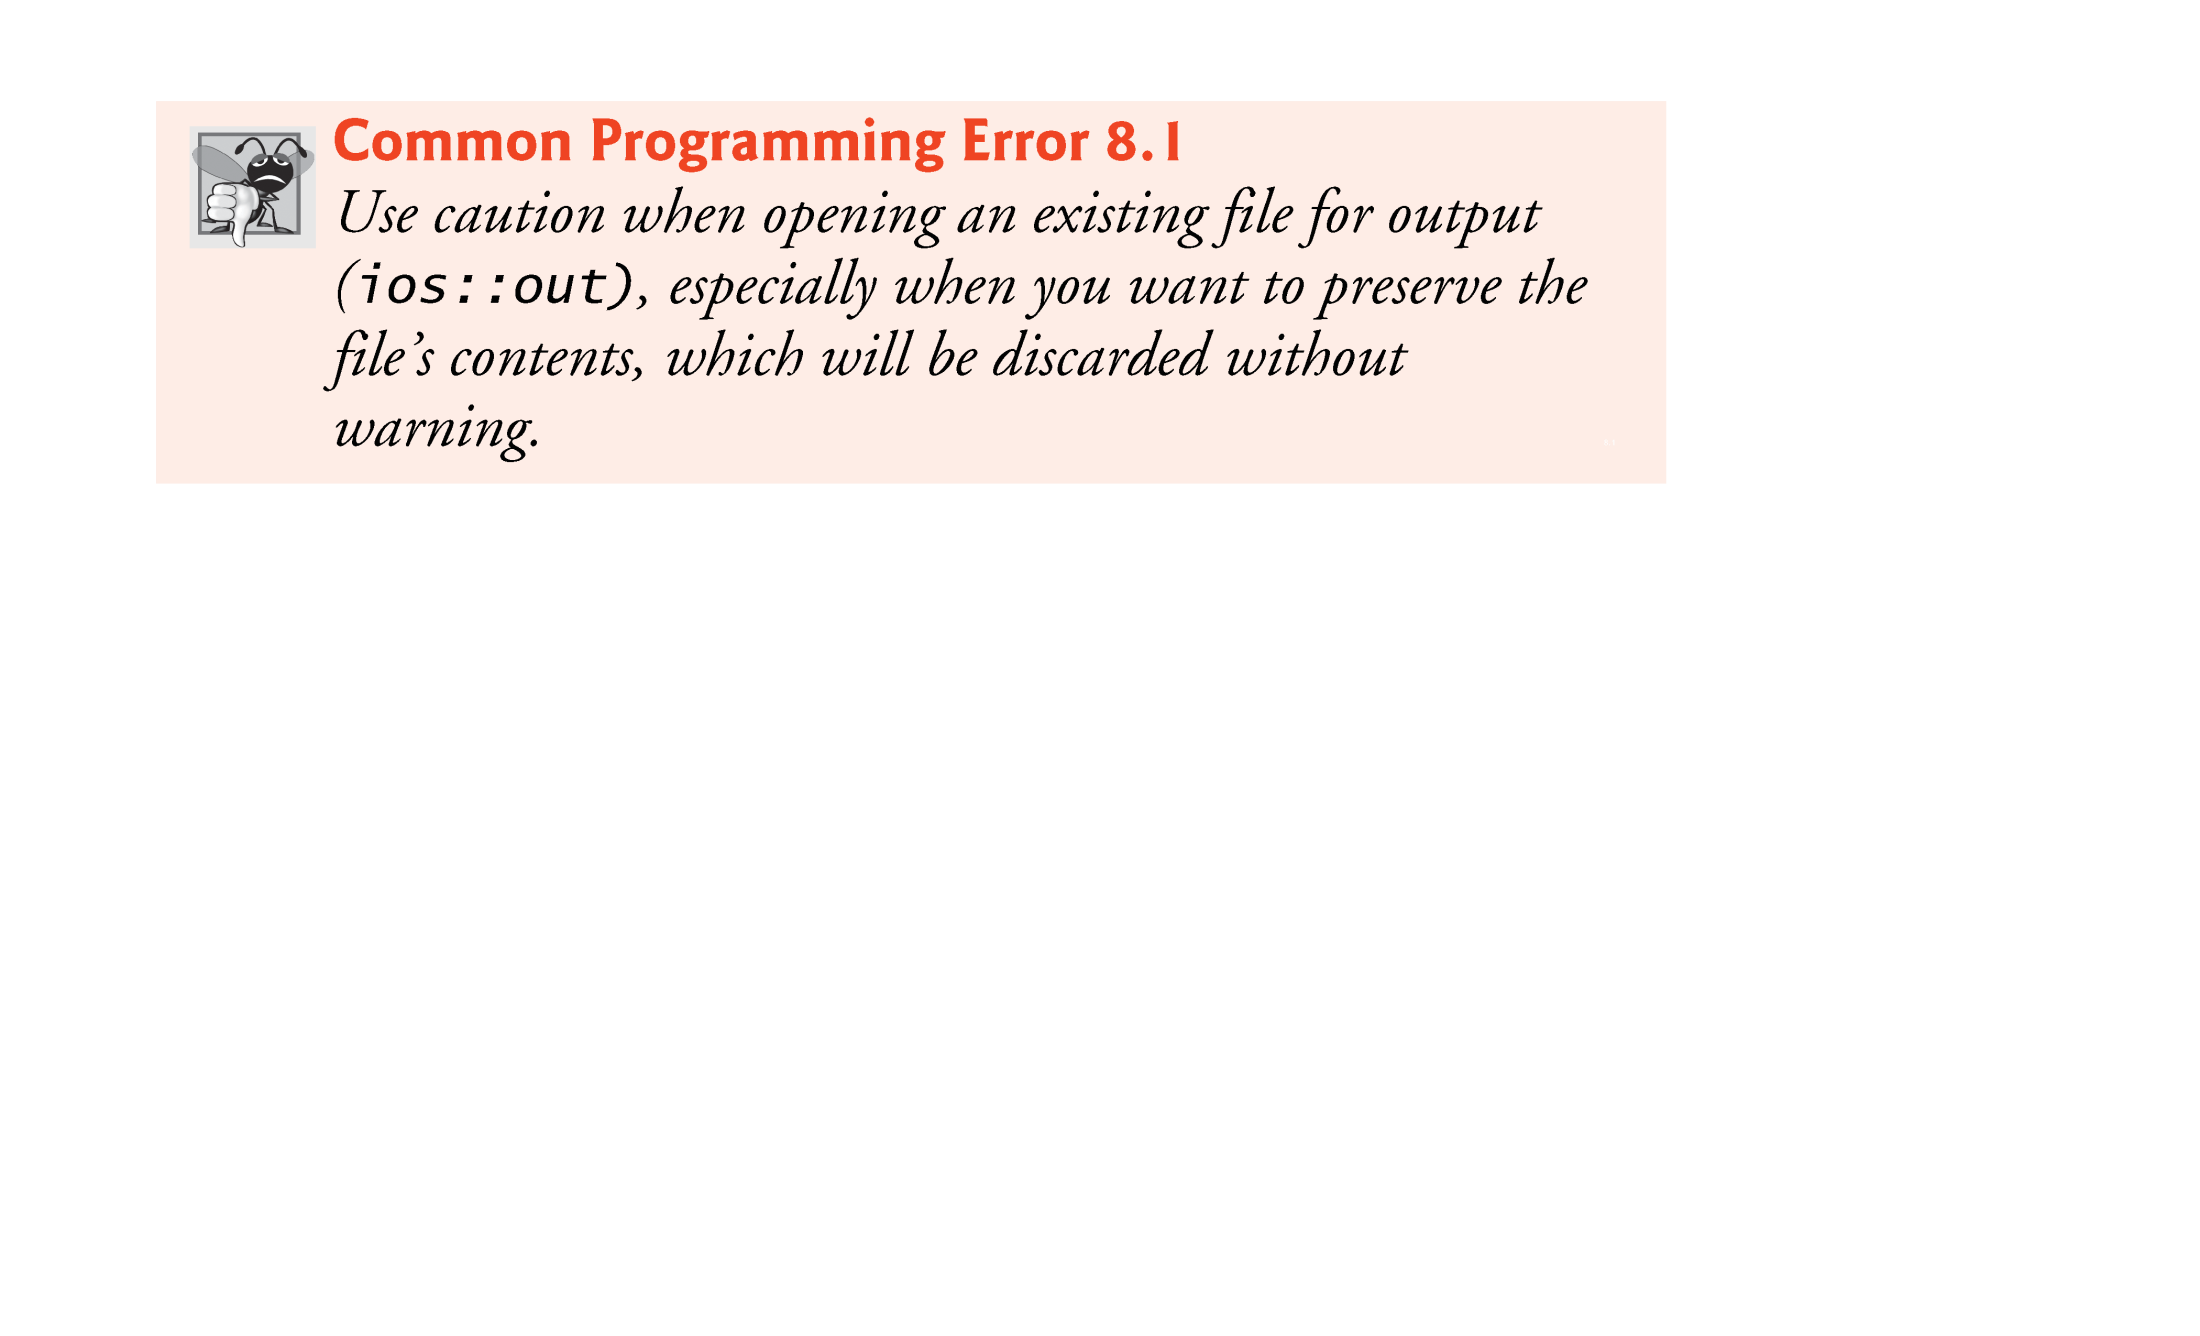 Common Programming Error 8.1
Use caution when opening an existing file for output
(ios::out), especially when you want to preserve the
file’s contents, which will be discarded without
warning.